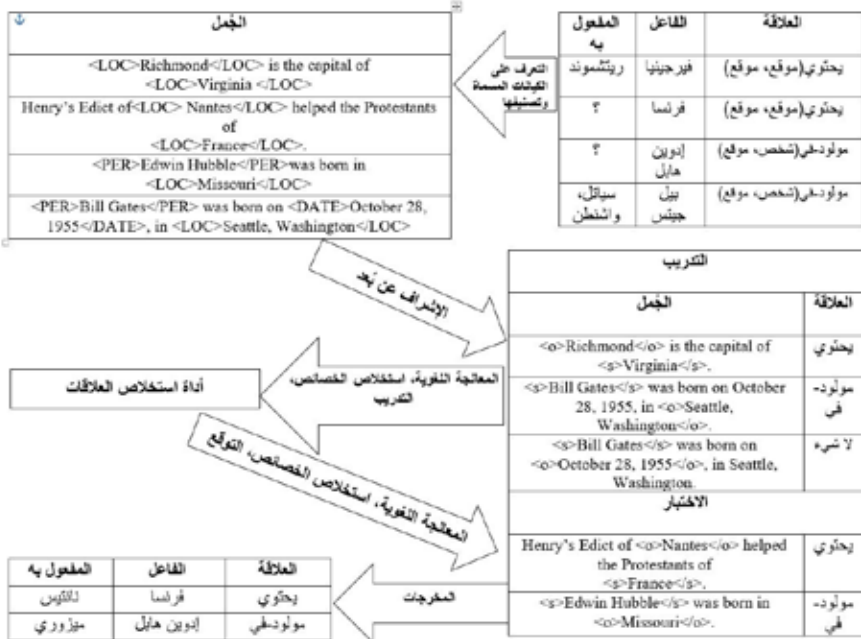 العلاقة الفاعل المفعول به
يحتوي(موقع، موقع) فيرجينيا ريتشموند
يحتوي(موقع، موقع) فرنسا ؟
مولود-في(شخص، موقع) إدوين هابل ؟
مولود-في(شخص، موقع) بيل جيتس سياتل، واشنطن
التعرف على
الكيانات المسماة
وتصنيفها
الجُمل
<LOC>Richmond</LOC> is the capital of
<LOC>Virginia </LOC>
Henry's Edict of<LOC> Nantes</LOC> helped the Protestants
of
<LOC>France</LOC>.
<PER>Edwin Hubble</PER>was born in
<LOC>Missouri</LOC>
<PER>Bill Gates</PER> was born on <DATE>October 28,
1955</DATE>, in <LOC>Seattle, Washington</LOC>
الإشراف عن بُعد
التدريب
العلاقة الجُمل
يحتوي <o>Richmond</o> is the capital of
<s>Virginia</s>.
مولود-في <s>Bill Gates</s> was born on October
28, 1955, in <o>Seattle,
Washington</o>.
لا شيء <s>Bill Gates</s> was born on
<o>October 28, 1955</o>, in Seattle,
Washington.
الاختبار
يحتوي Henry's Edict of <o>Nantes</o> helped
the Protestants of
<s>France</s>.
مولود-في <s>Edwin Hubble</s> was born in
<o>Missouri</o>.
المعالجة اللغوية، استخلاص الخصائص،
التدريب
أداة استخلاص العلاقات
المعالجة اللغوية، استخلاص الخصائص، التوقع
المخرجات
العلاقة الفاعل المفعول به
يحتوي فرنسا نانتيس
مولود-في إدوين هابل ميزوري